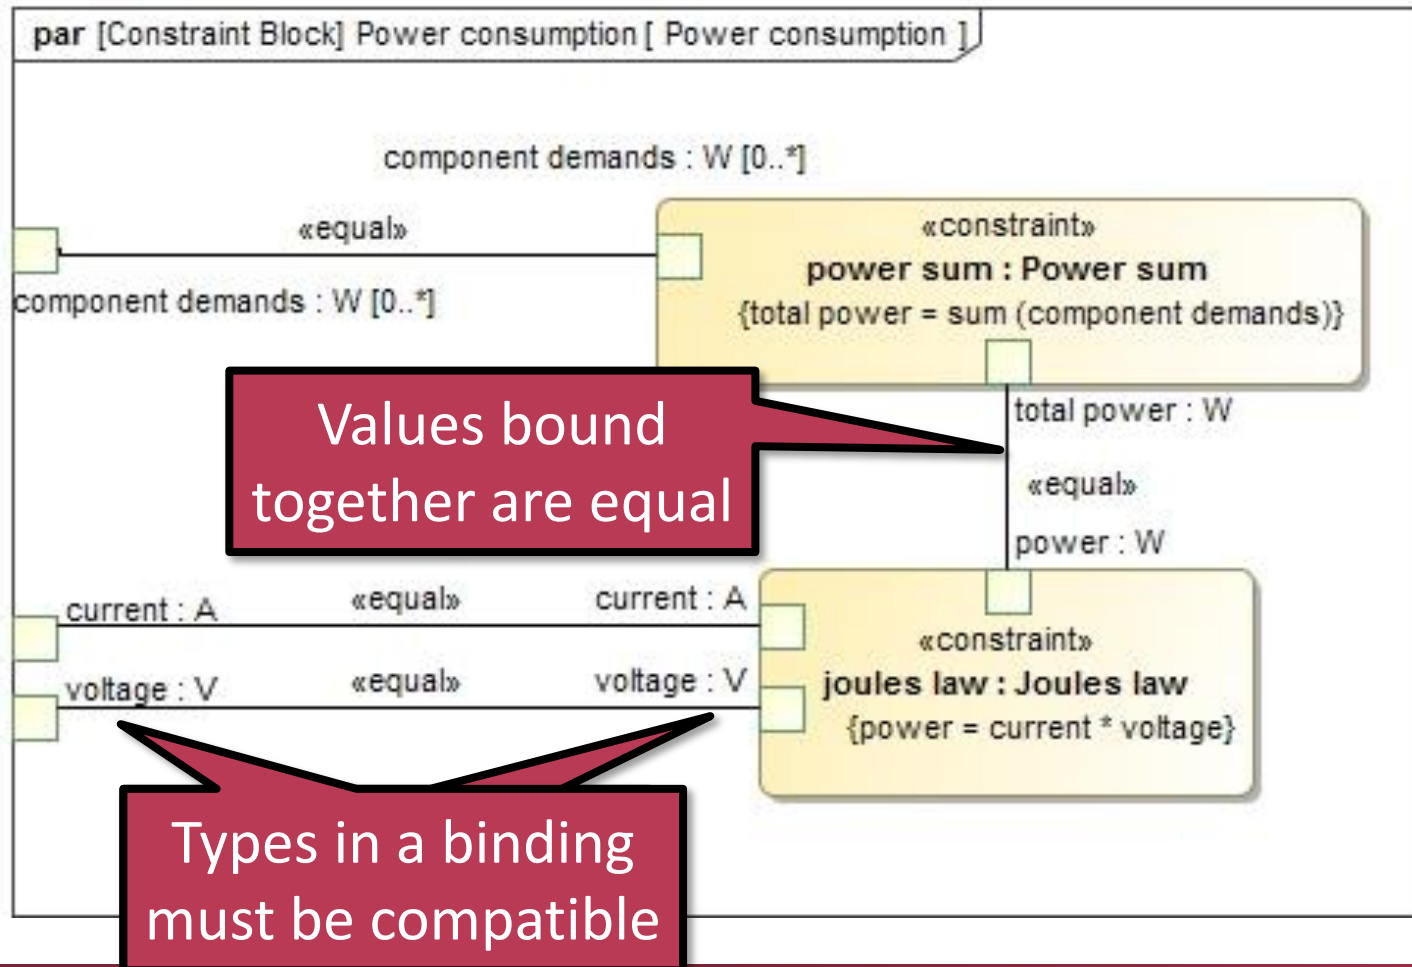 par [Constraint Block] Power consumption [ Power consumption ]
component demands : W [0..*]
«equal»
component demands : W [0..*]
«constraint»
power sum : Power sum
{total power = sum (component demands)}
Values bound
together are equal
total power : W
«equal»
power : W
current : A
«equal»
current : A
voltage : V
«equal»
voltage : V
«constraint»
joules law : Joules law
{power = current * voltage}
Types in a binding
must be compatible